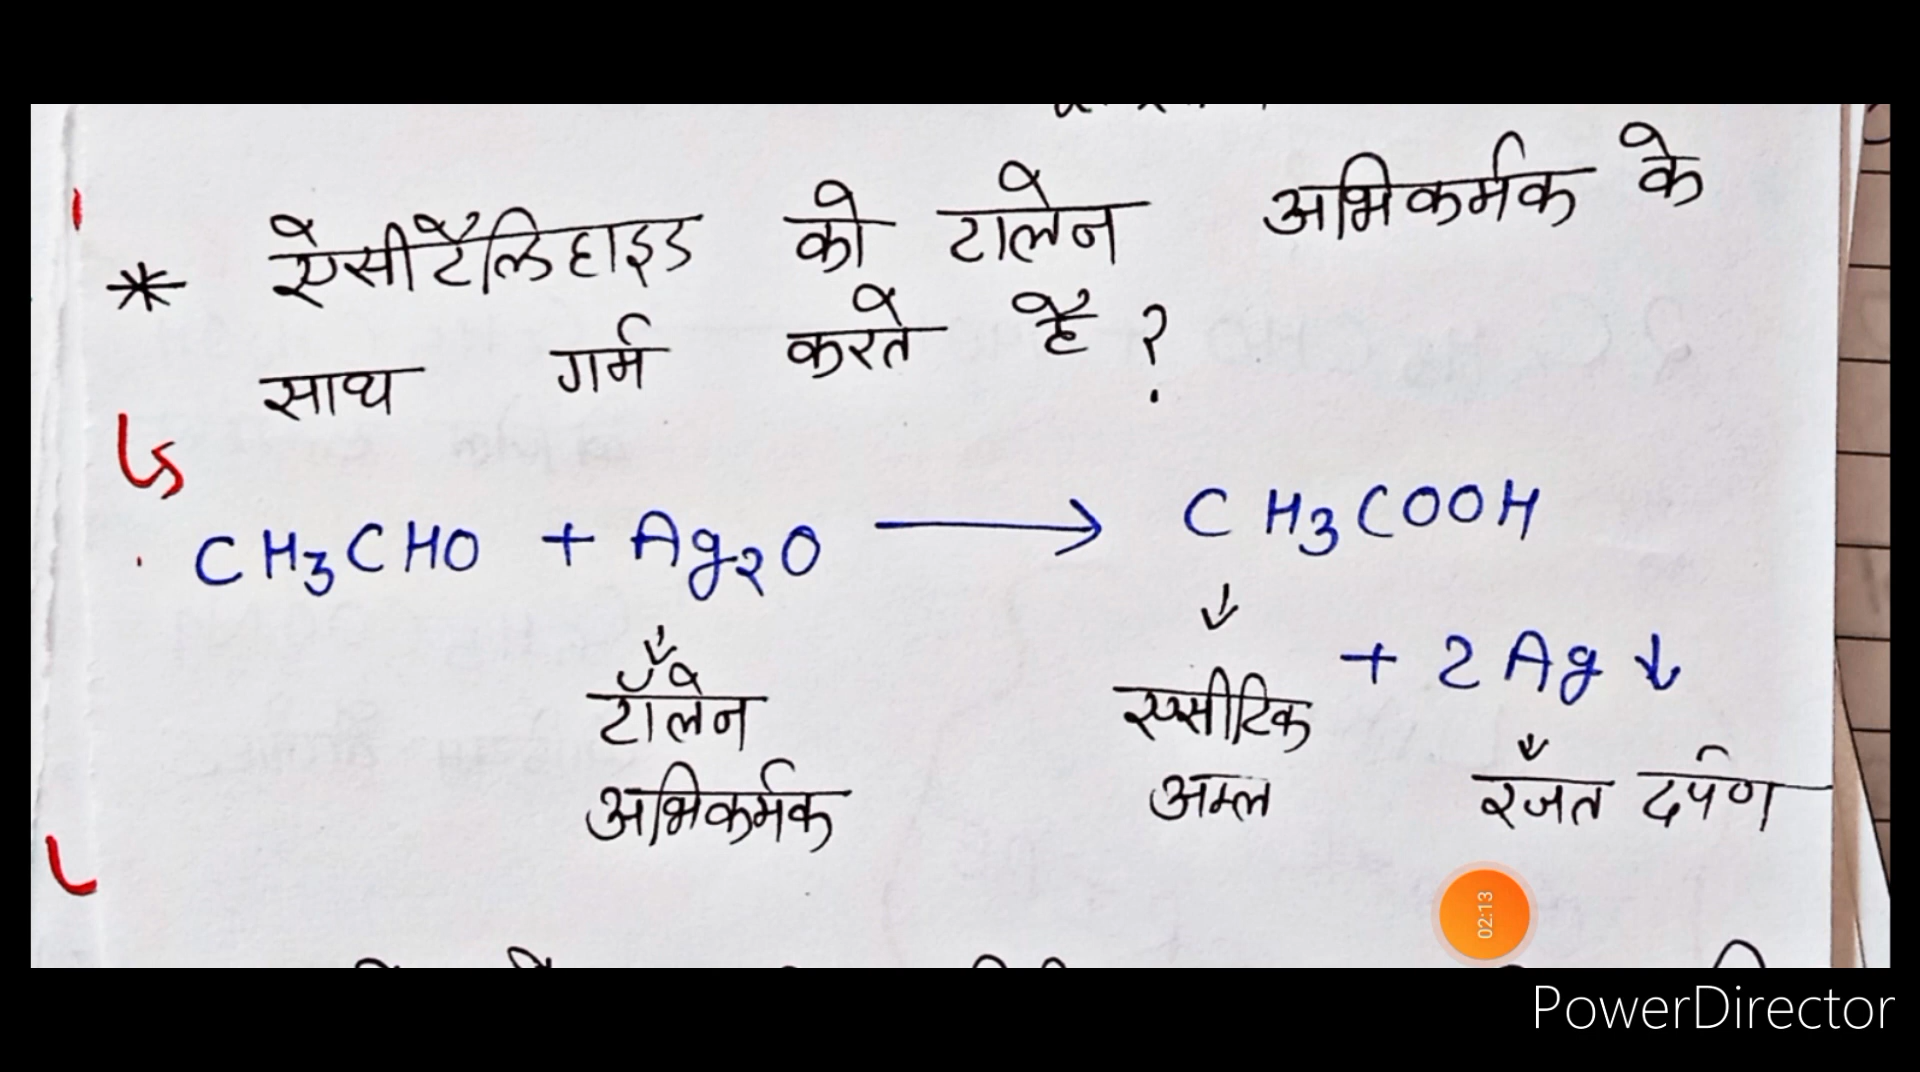 * ऐसीटैल्डिहाइड को टालेन अभिकर्मक के
साथ गर्म करते है ?
CH3CHO + Ag2O → CH3COOH
+ 2Ag ↓
टॉलेन
अभिकर्मक
एसीटिक
अम्ल
रजत दर्पण
02:13
PowerDirector